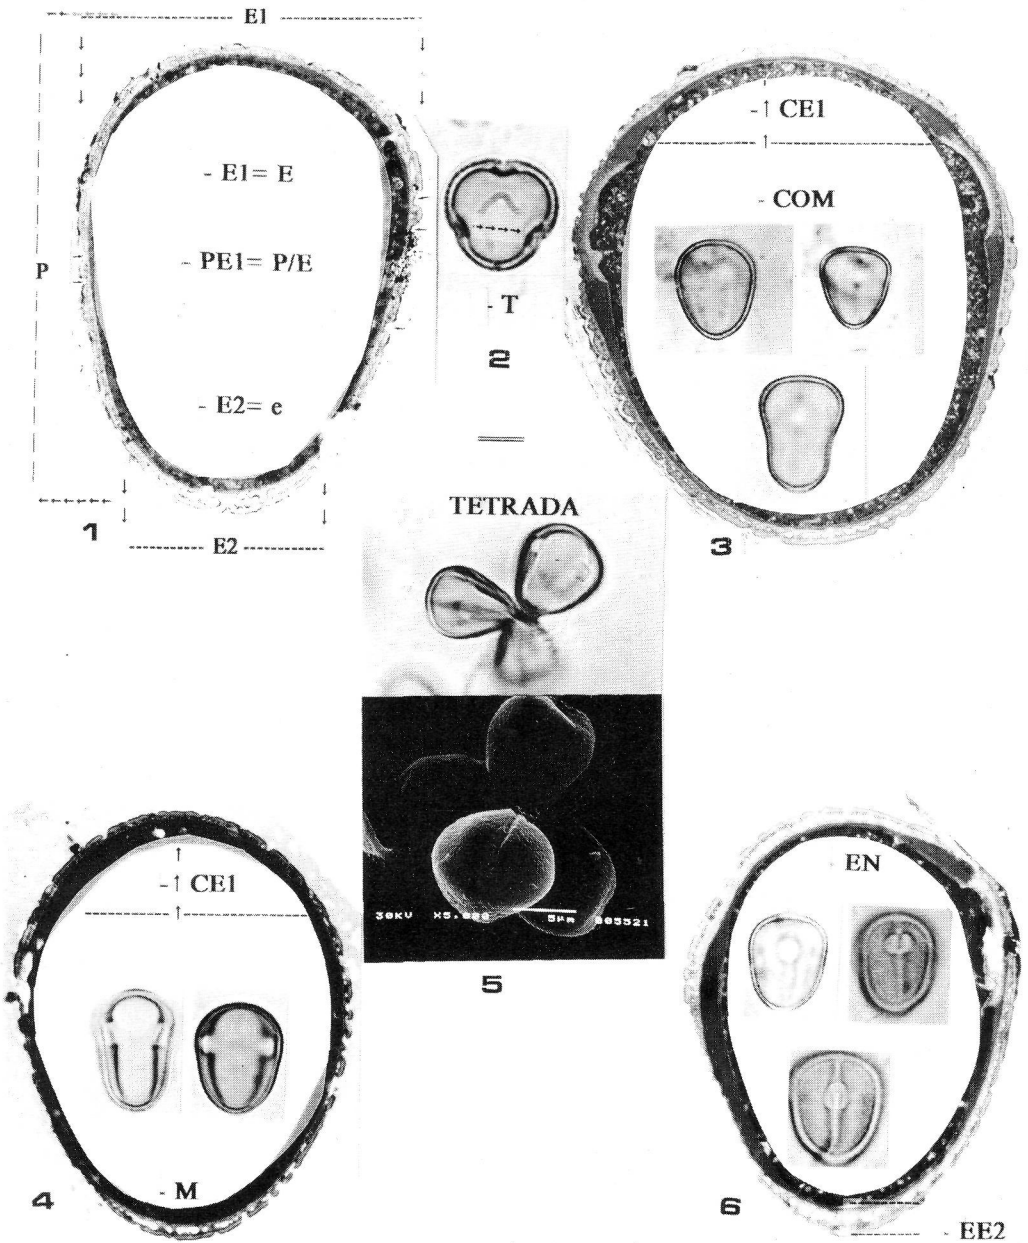 E1
- E1= E
P
- PE1= P/E
- E2= e
1
E2
- T
2
-↑ CE1
- COM
3
TETRADA
30KV X5.000 5µm 005521
5
-↑ CE1
- M
4
EN
6
- EE2